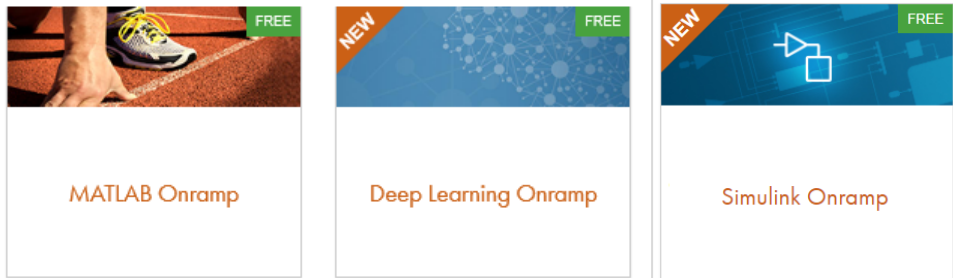 FREE
MATLAB Onramp
NEW
FREE
Deep Learning Onramp
NEW
FREE
Simulink Onramp